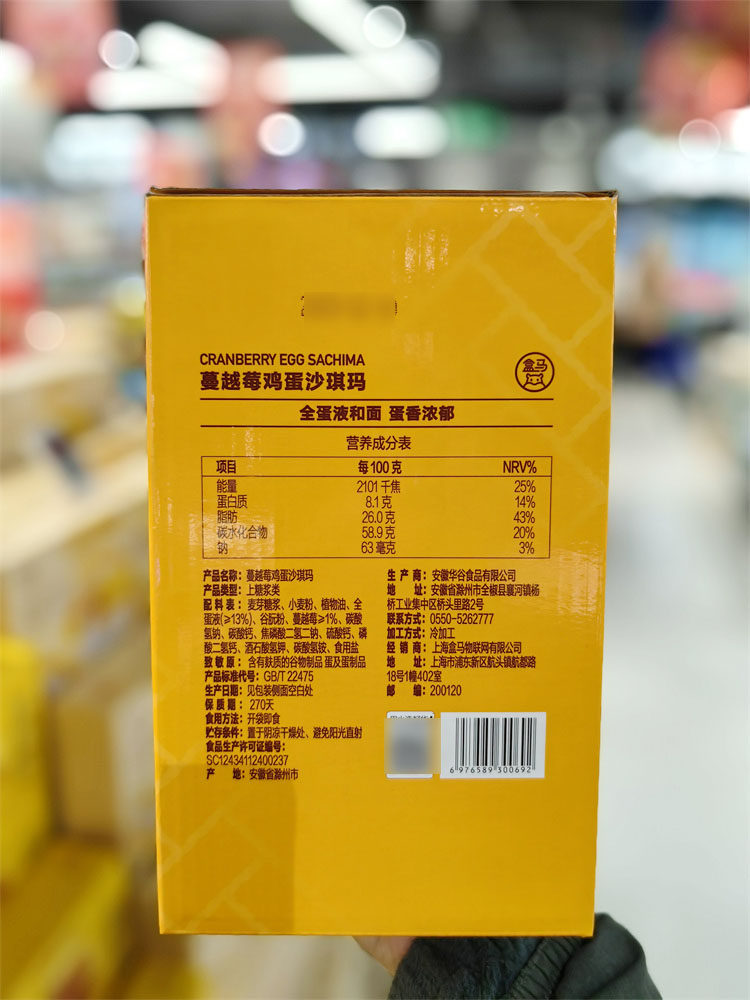 CRANBERRY EGG SACHIMA
蔓越莓鸡蛋沙琪玛
盒马
全蛋液和面 蛋香浓郁
营养成分表
项目 每100克 NRV%
能量 2101 千焦 25%
蛋白质 8.1 克 14%
脂肪 26.0 克 43%
碳水化合物 58.9 克 20%
钠 63 毫克 3%
产品名称：蔓越莓鸡蛋沙琪玛
产品类型：上糖浆类
配料表：麦芽糖浆、小麦粉、植物油、全
蛋液(≥13%)、谷朊粉、蔓越莓≥1%、碳酸
氢钠、碳酸钙、焦磷酸二氢二钠、硫酸钙、磷
酸二氢钙、酒石酸氢钾、碳酸氢铵、食用盐
致敏原：含有麸质的谷物制品 蛋及蛋制品
产品标准代号：GB/T 22475
生产日期：见包装侧面空白处
保质期：270天
食用方法：开袋即食
贮存条件：置于阴凉干燥处、避免阳光直射
食品生产许可证编号：
SC12434112400237
产地：安徽省滁州市
生产商：安徽华谷食品有限公司
地址：安徽省滁州市全椒县襄河镇杨
桥工业集中区桥头里路2号
联系方式：0550-5262777
加工方式：冷加工
经销商：上海盒马物联网有限公司
地址：上海市浦东新区航头镇航都路
18号1幢402室
邮编：200120
6 976589 300692